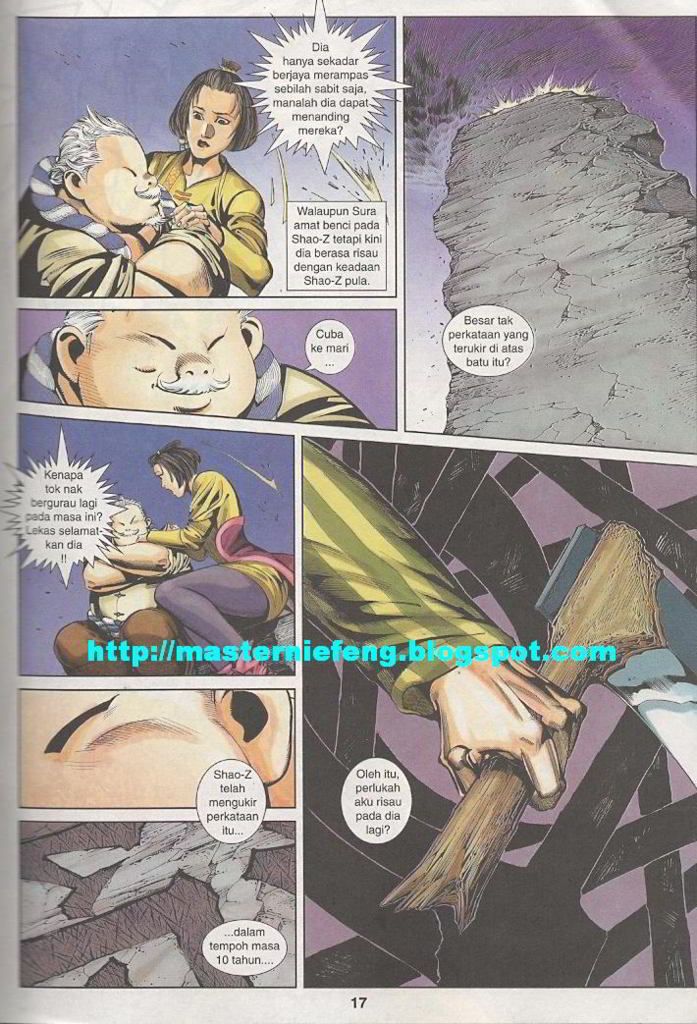 Dia
hanya sekadar
berjaya merampas
sebilah sabit saja,
manalah dia dapat
menanding
mereka?
Walaupun Sura
amat benci pada
Shao-Z tetapi kini
dia berasa risau
dengan keadaan
Shao-Z pula.
Besar tak
perkataan yang
terukir di atas
batu itu?
Cuba
ke mari
...
Kenapa
tok nak
bergurau lagi
pada masa ini?
Lekas selamat-
kan dia
!!
http://masterniefeng.blogspot.com
Shao-Z
telah
mengukir
perkataan
itu...
...dalam
tempoh masa
10 tahun....
Oleh itu,
perlukah
aku risau
pada dia
lagi?
17